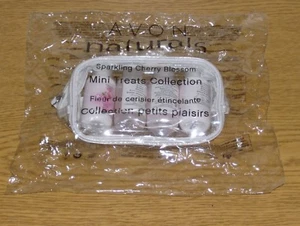 AVON
naturals
Sparkling Cherry Blossom
Mini Treats Collection
Fleur de cerisier étincelante
collection petits plaisirs